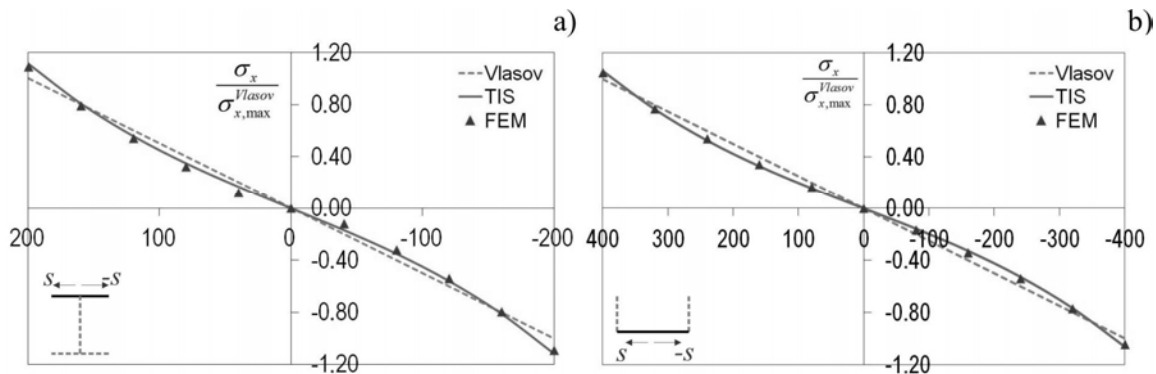 a)
1.20
σx
σx,max Vlasov
Vlasov
TIS
FEM
0.80
0.40
0.00
200 100 0 -100 -200
-0.40
-0.80
-1.20
S -S
b)
1.20
σx
σx,max Vlasov
Vlasov
TIS
FEM
0.80
0.40
0.00
400 300 200 100 0 -100 -200 -300 -400
-0.40
-0.80
-1.20
S -S